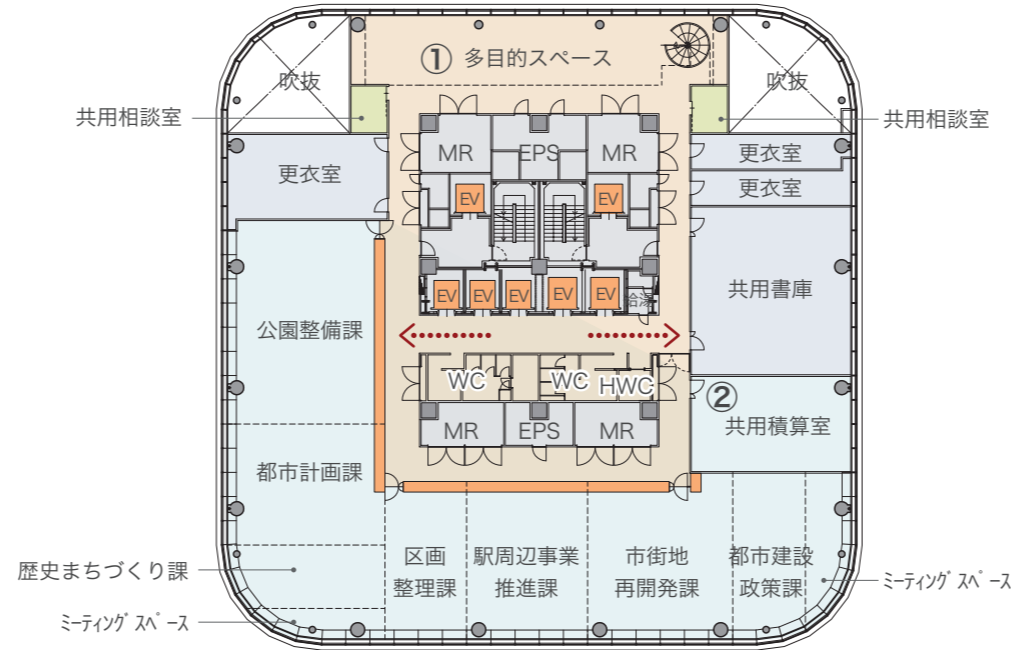 ① 多目的スペース
吹抜
吹抜
共用相談室
共用相談室
MR
EPS
MR
更衣室
更衣室
更衣室
EV
EV
共用書庫
EV
EV
EV
EV
EV
給湯
公園整備課
WC
WC
HWC
②
共用積算室
MR
EPS
MR
都市計画課
歴史まちづくり課
区画
整理課
駅周辺事業
推進課
市街地
再開発課
都市建設
政策課
ミーティングスペース
ミーティングスペース